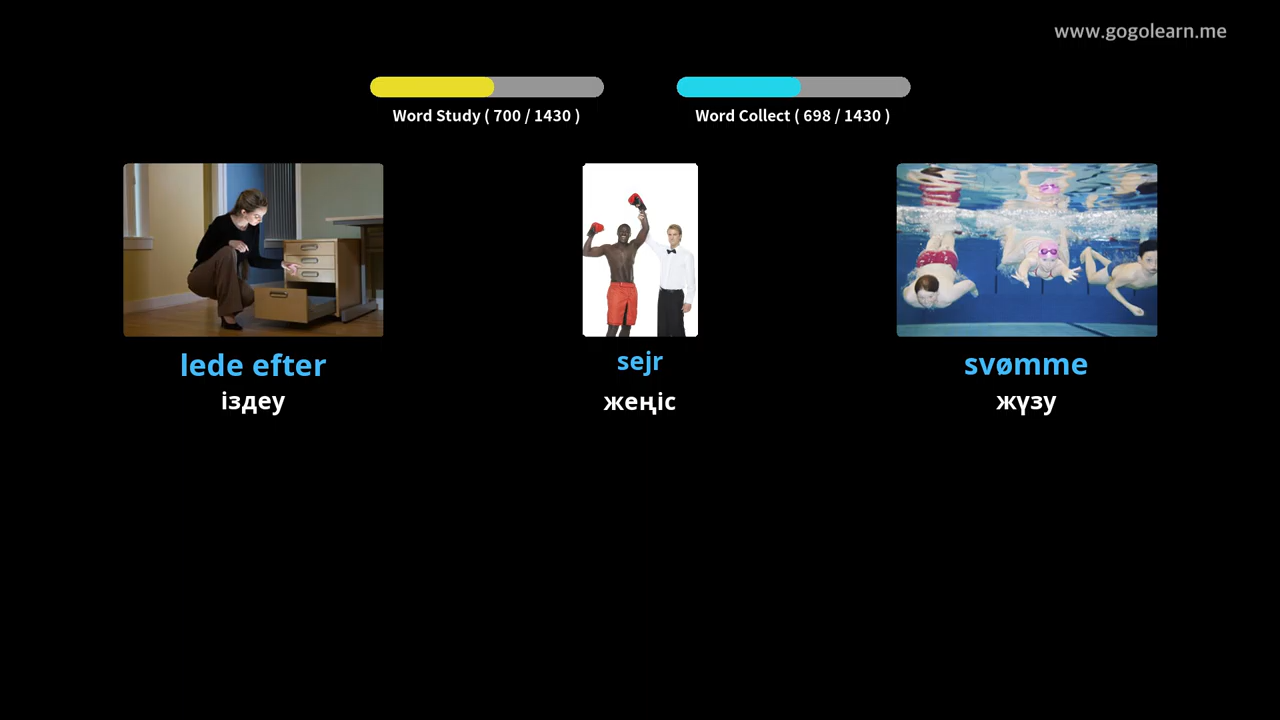 www.gogolearn.me
Word Study ( 700 / 1430 )
Word Collect ( 698 / 1430 )
lede efter
sejr
svømme
іздеу
жеңіс
жүзу